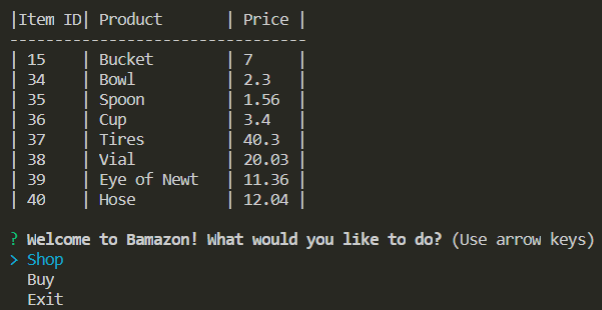 |Item ID| Product | Price |
---------------------------------
| 15 | Bucket | 7 |
| 34 | Bowl | 2.3 |
| 35 | Spoon | 1.56 |
| 36 | Cup | 3.4 |
| 37 | Tires | 40.3 |
| 38 | Vial | 20.03 |
| 39 | Eye of Newt | 11.36 |
| 40 | Hose | 12.04 |
? Welcome to Bamazon! What would you like to do? (Use arrow keys)
> Shop
Buy
Exit